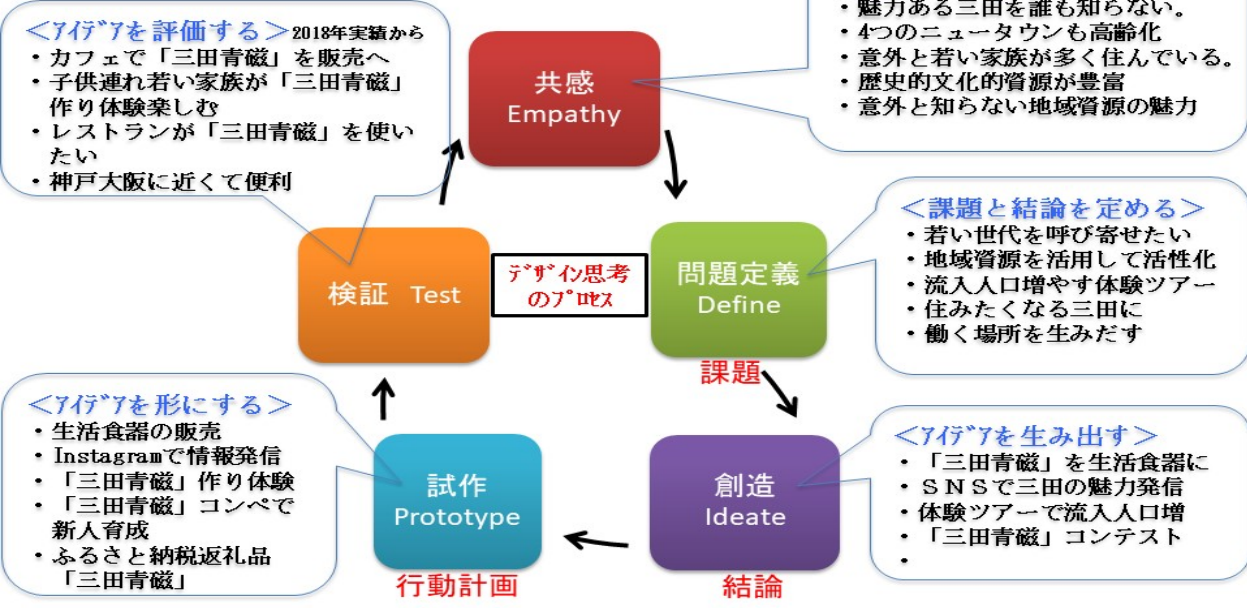 ＜ｱｲﾃﾞｱを評価する＞2018年実績から
・カフェで「三田青磁」を販売へ
・子供連れ若い家族が「三田青磁」
作り体験楽しむ
・レストランが「三田青磁」を使い
たい
・神戸大阪に近くて便利
共感
Empathy
・魅力ある三田を誰も知らない。
・4つのニュータウンも高齢化
・意外と若い家族が多く住んでいる。
・歴史的文化的資源が豊富
・意外と知らない地域資源の魅力
検証 Test
ﾃﾞｻﾞｲﾝ思考
のﾌﾟﾛｾｽ
問題定義
Define
課題
＜課題と結論を定める＞
・若い世代を呼び寄せたい
・地域資源を活用して活性化
・流入人口増やす体験ツアー
・住みたくなる三田に
・働く場所を生みだす
＜ｱｲﾃﾞｱを形にする＞
・生活食器の販売
・Instagramで情報発信
・「三田青磁」作り体験
・「三田青磁」コンペで
新人育成
・ふるさと納税返礼品
「三田青磁」
試作
Prototype
行動計画
創造
Ideate
結論
＜ｱｲﾃﾞｱを生み出す＞
・「三田青磁」を生活食器に
・ＳＮＳで三田の魅力発信
・体験ツアーで流入人口増
・「三田青磁」コンテスト
・